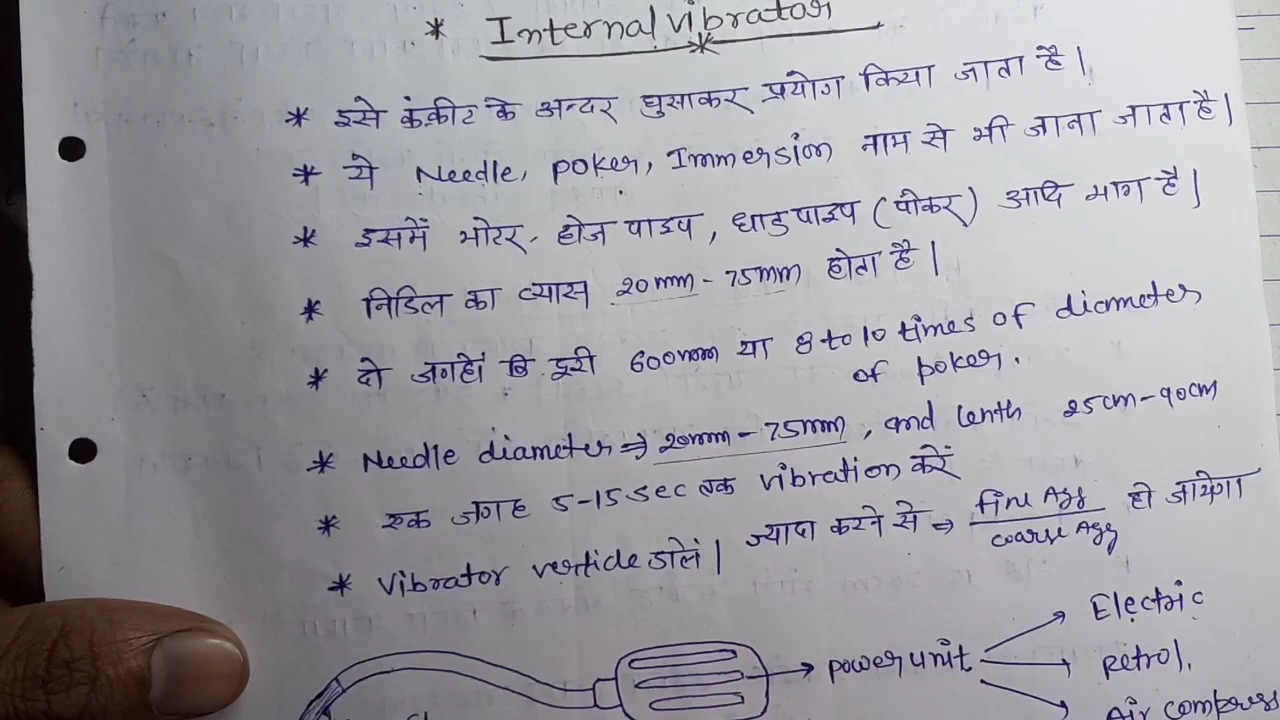 * Internal vibrator
* इसे कंक्रीट के अन्दर घुसाकर प्रयोग किया जाता है।
* ये Needle, poker, Immersion नाम से भी जाना जाता है।
* इसमें मोटर, होज पाइप, धाड पाइप (पोकर) आदि भाग है।
* निडिल का व्यास 20mm - 75mm होता है।
* दो जगहों कि दूरी 600mm या 8 to 10 times of diameter
of poker.
* Needle diameter ⇒ 20mm - 75mm, and lenth 25cm - 90cm
* एक जगह 5-15 sec तक vibration करें
* vibrator verticle डालें। ज्यादा करने से ⇒ fine Agg / coarse Agg हो जायेगा
power unit
Electric
Petrol,
Air compress